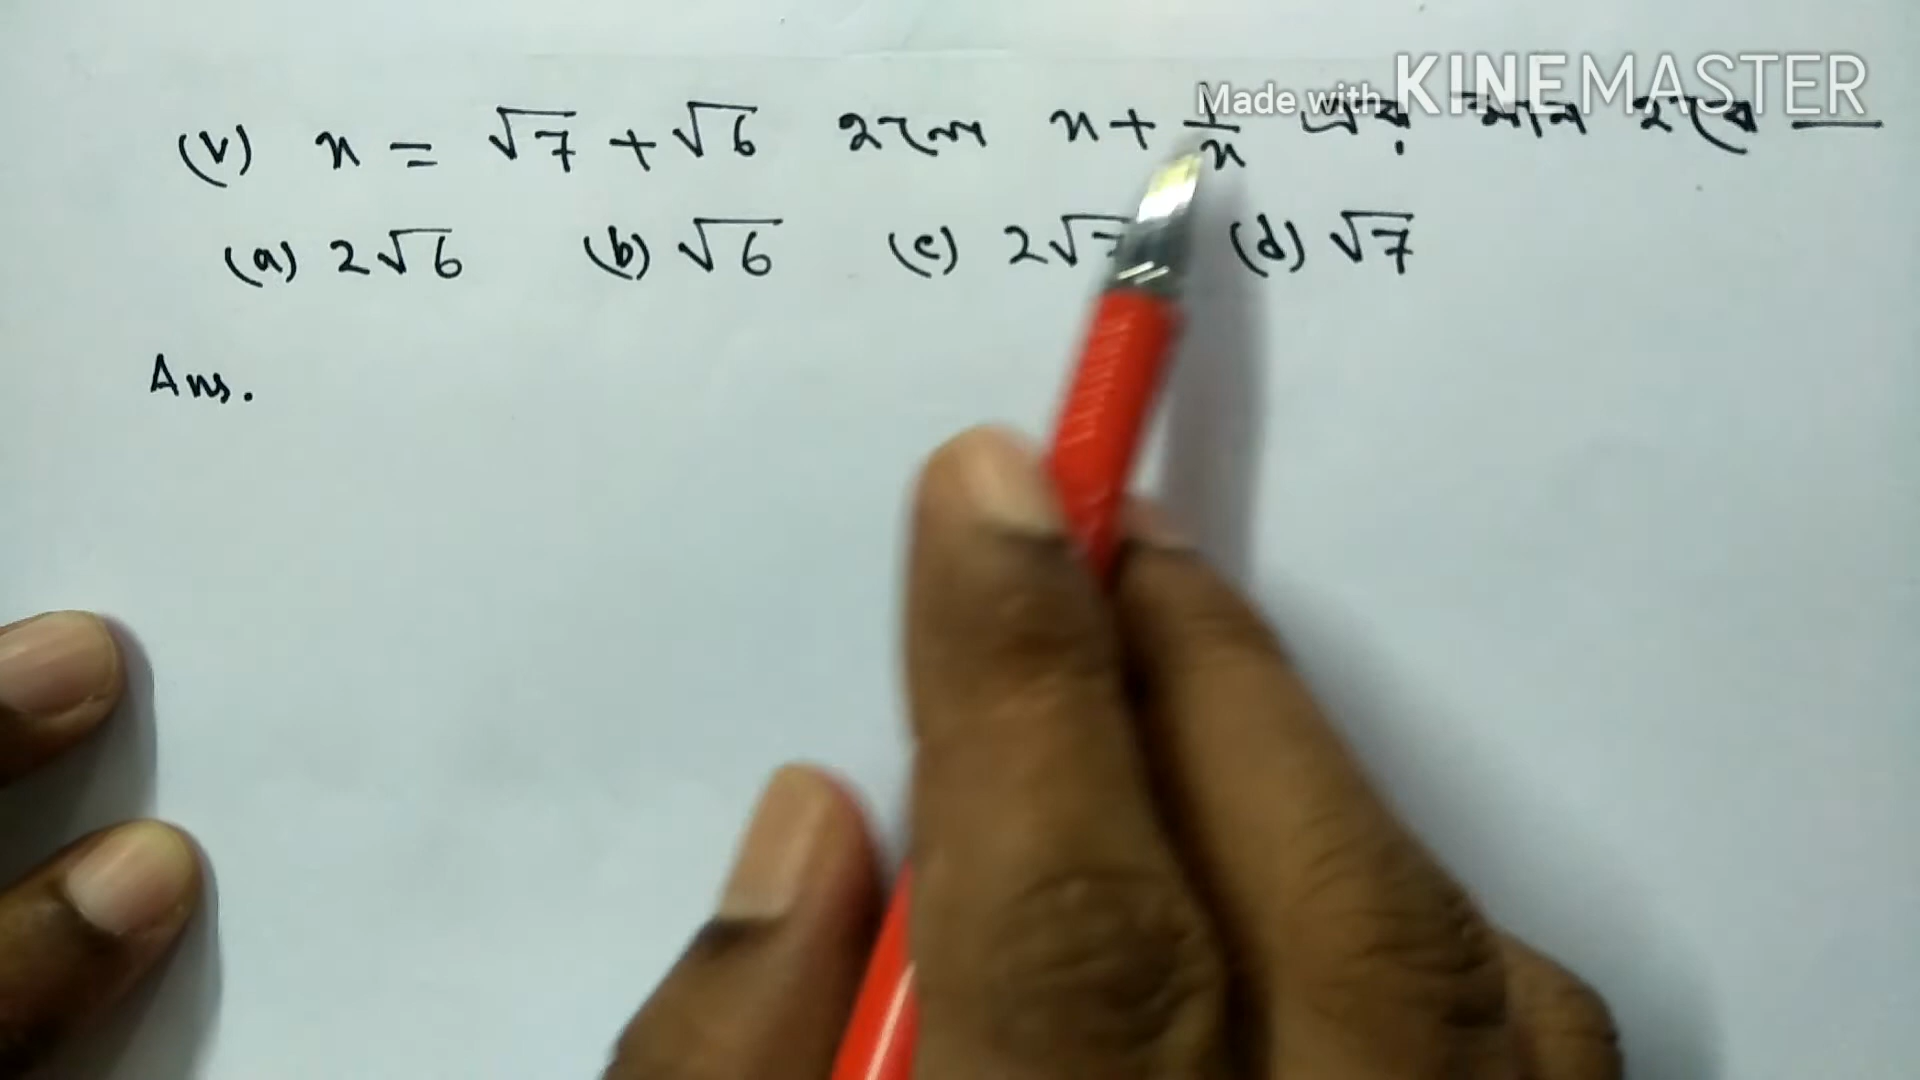 Made with KINEMASTER
(v) x = √7 + √6 হলে x + 1/x এর মান হবে —
(a) 2√6 (b) √6 (c) 2√7 (d) √7
Ans.